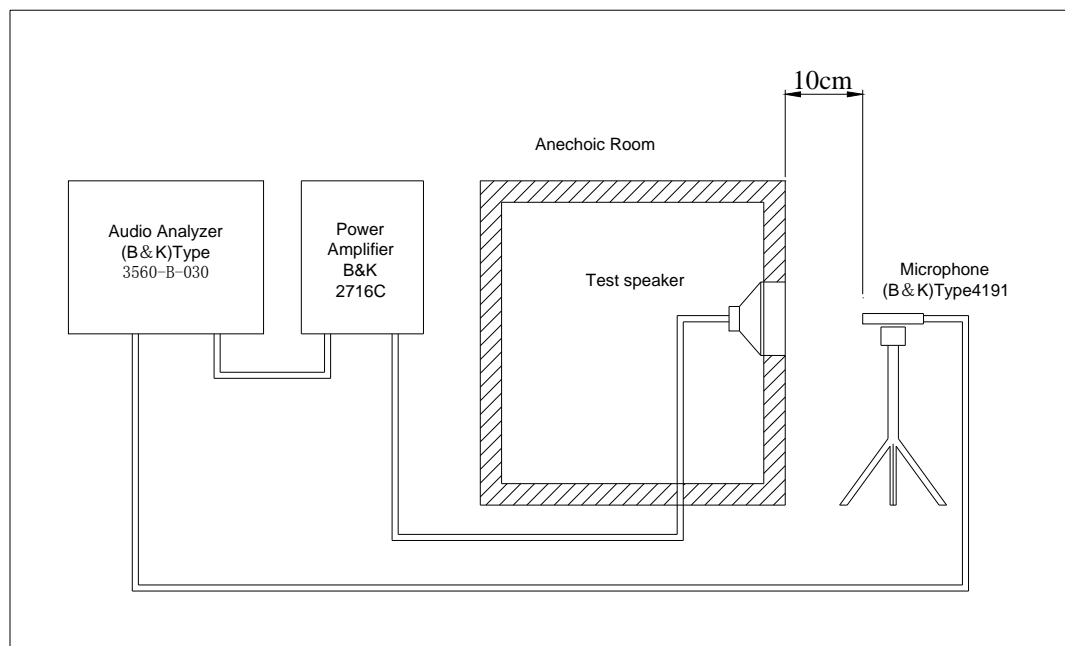 10cm
Anechoic Room
Audio Analyzer
(B&K)Type
3560-B-030
Power
Amplifier
B&K
2716C
Test speaker
Microphone
(B&K)Type4191